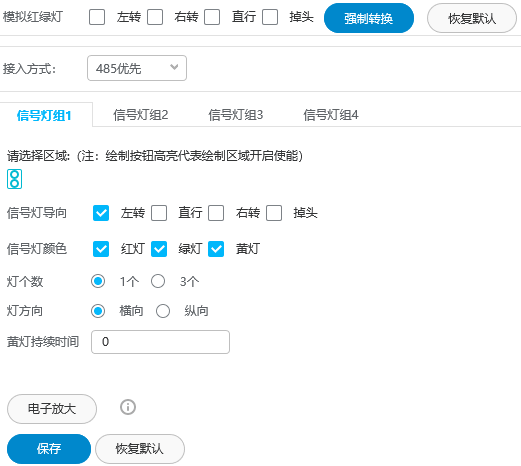 模拟红绿灯 左转 右转 直行 掉头 强制转换 恢复默认
接入方式： 485优先
信号灯组1 信号灯组2 信号灯组3 信号灯组4
请选择区域:（注：绘制按钮高亮代表绘制区域开启使能）
信号灯导向 左转 直行 右转 掉头
信号灯颜色 红灯 绿灯 黄灯
灯个数 1个 3个
灯方向 横向 纵向
黄灯持续时间 0
电子放大
保存 恢复默认